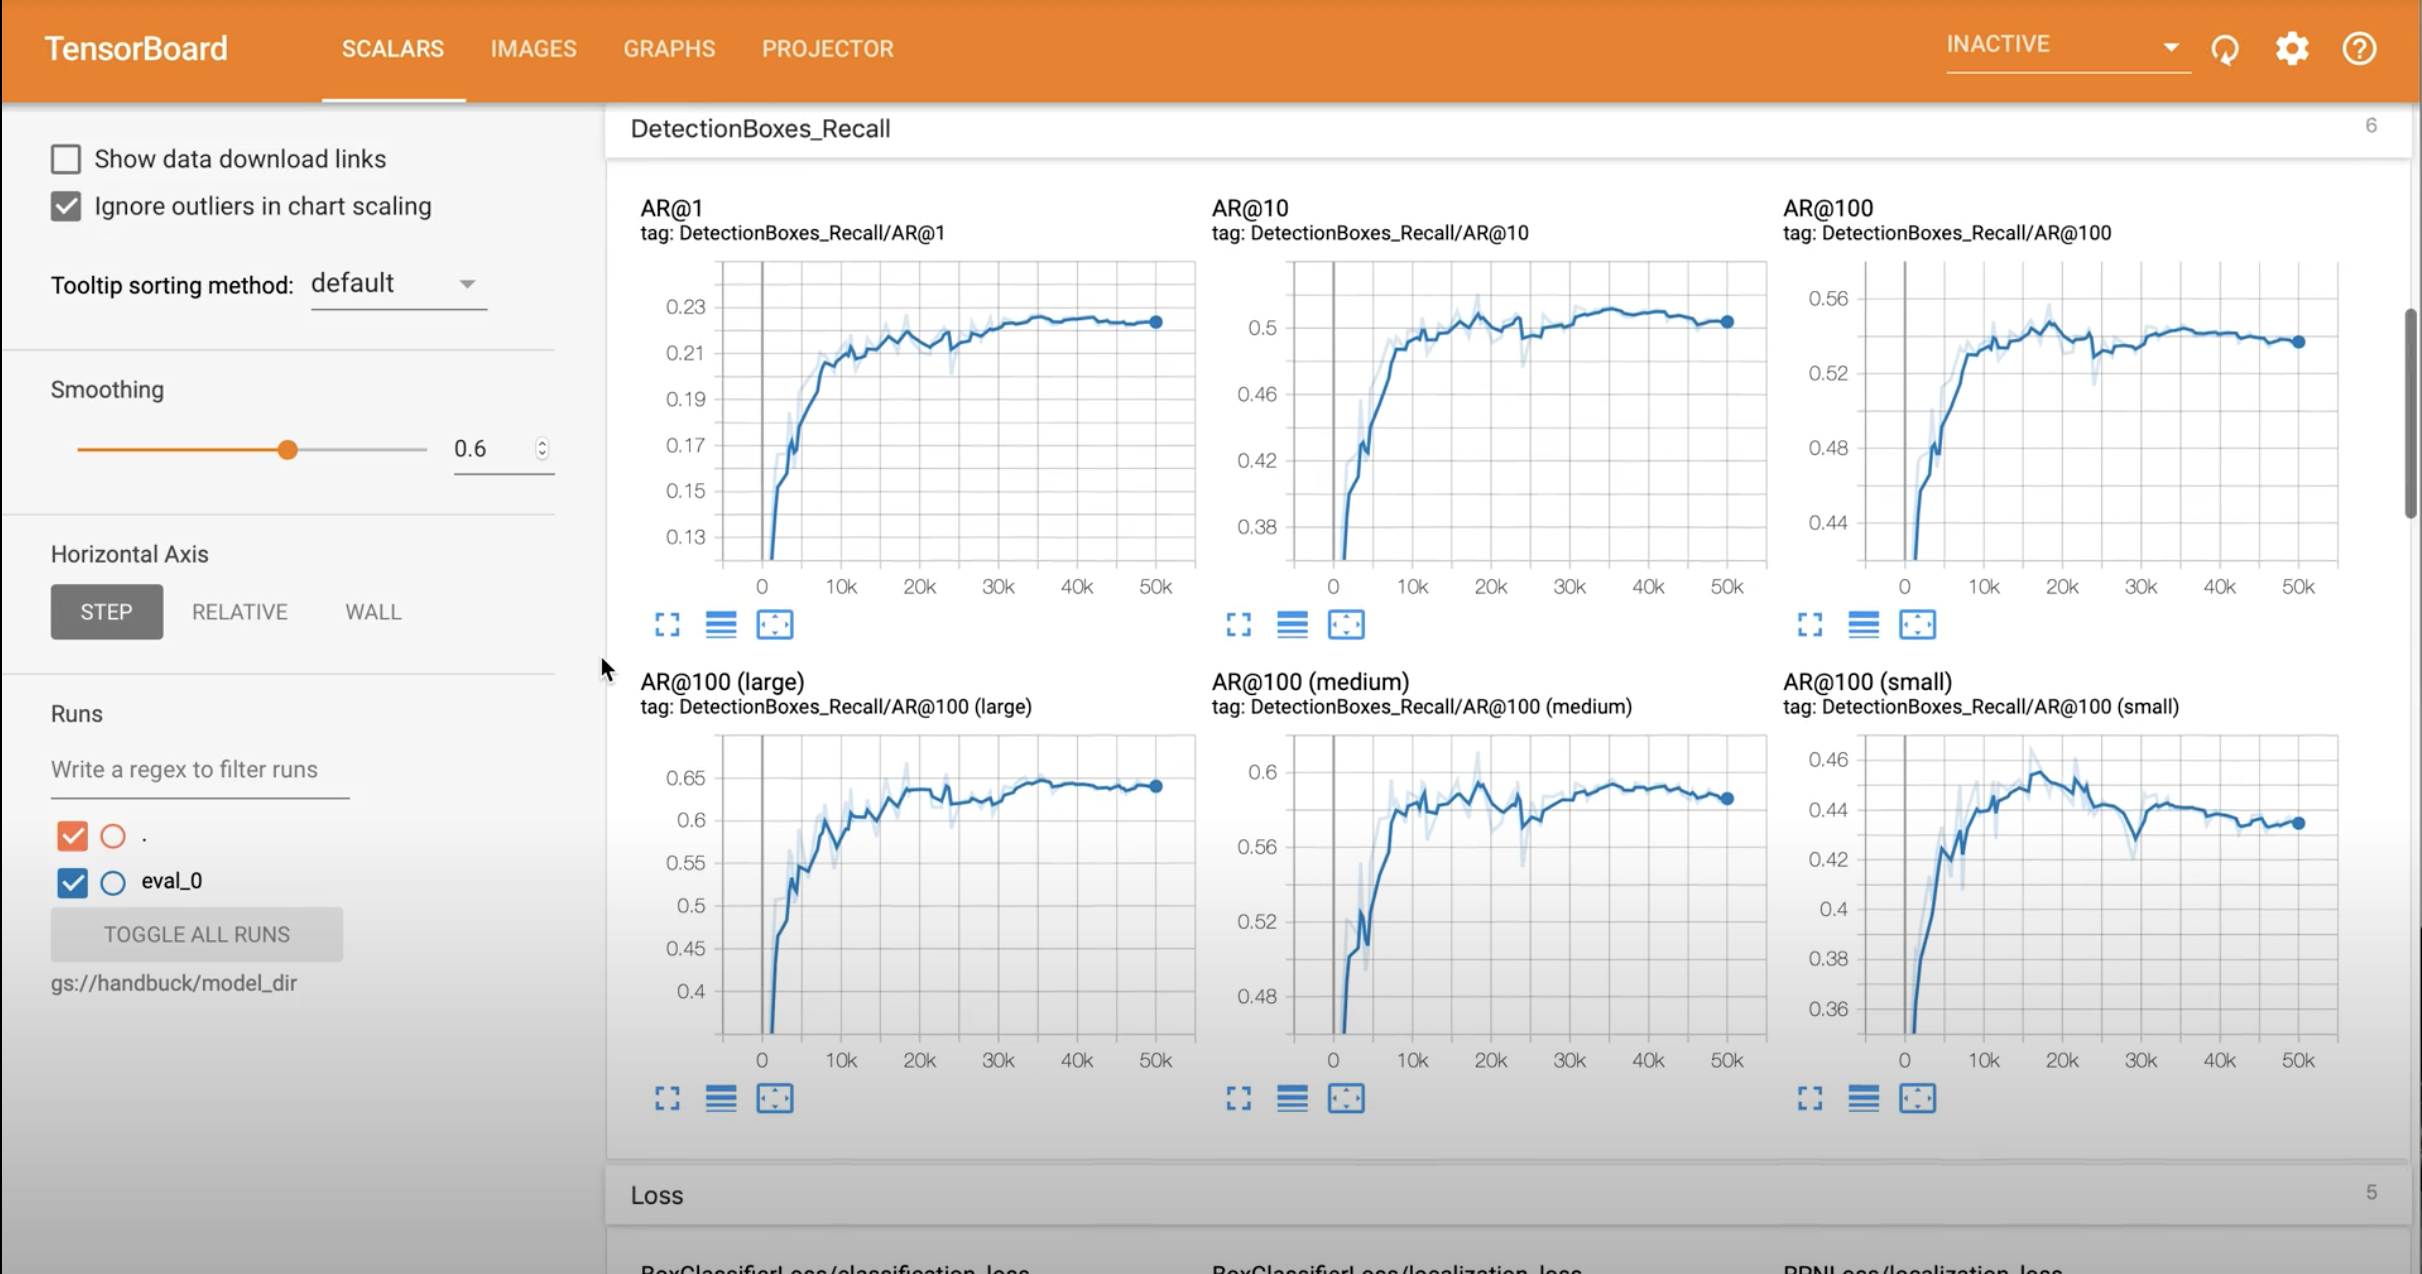 TensorBoard SCALARS IMAGES GRAPHS PROJECTOR INACTIVE
Show data download links
Ignore outliers in chart scaling
Tooltip sorting method: default
Smoothing
0.6
Horizontal Axis
STEP RELATIVE WALL
Runs
Write a regex to filter runs
.
eval_0
TOGGLE ALL RUNS
gs://handbuck/model_dir
DetectionBoxes_Recall 6
AR@1
tag: DetectionBoxes_Recall/AR@1
0.23
0.21
0.19
0.17
0.15
0.13
0 10k 20k 30k 40k 50k
AR@10
tag: DetectionBoxes_Recall/AR@10
0.5
0.46
0.42
0.38
0 10k 20k 30k 40k 50k
AR@100
tag: DetectionBoxes_Recall/AR@100
0.56
0.52
0.48
0.44
0 10k 20k 30k 40k 50k
AR@100 (large)
tag: DetectionBoxes_Recall/AR@100 (large)
0.65
0.6
0.55
0.5
0.45
0.4
0 10k 20k 30k 40k 50k
AR@100 (medium)
tag: DetectionBoxes_Recall/AR@100 (medium)
0.6
0.56
0.52
0.48
0 10k 20k 30k 40k 50k
AR@100 (small)
tag: DetectionBoxes_Recall/AR@100 (small)
0.46
0.44
0.42
0.4
0.38
0.36
0 10k 20k 30k 40k 50k
Loss 5
BoxClassifierLoss/classification_loss
BoxClassifierLoss/localization_loss
RPNLoss/localization_loss